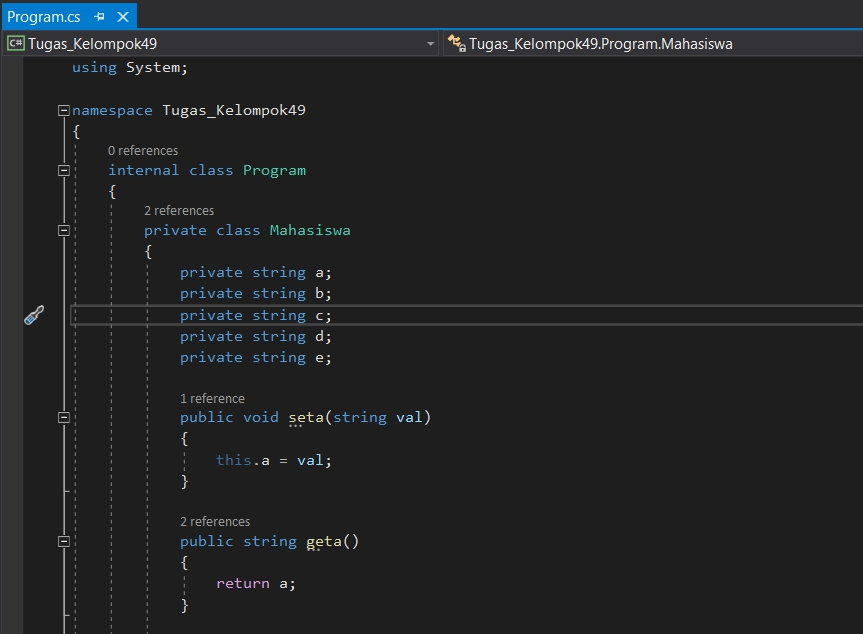 Program.cs
C# Tugas_Kelompok49 Tugas_Kelompok49.Program.Mahasiswa
using System;
namespace Tugas_Kelompok49
{
0 references
internal class Program
{
2 references
private class Mahasiswa
{
private string a;
private string b;
private string c;
private string d;
private string e;
1 reference
public void seta(string val)
{
this.a = val;
}
2 references
public string geta()
{
return a;
}